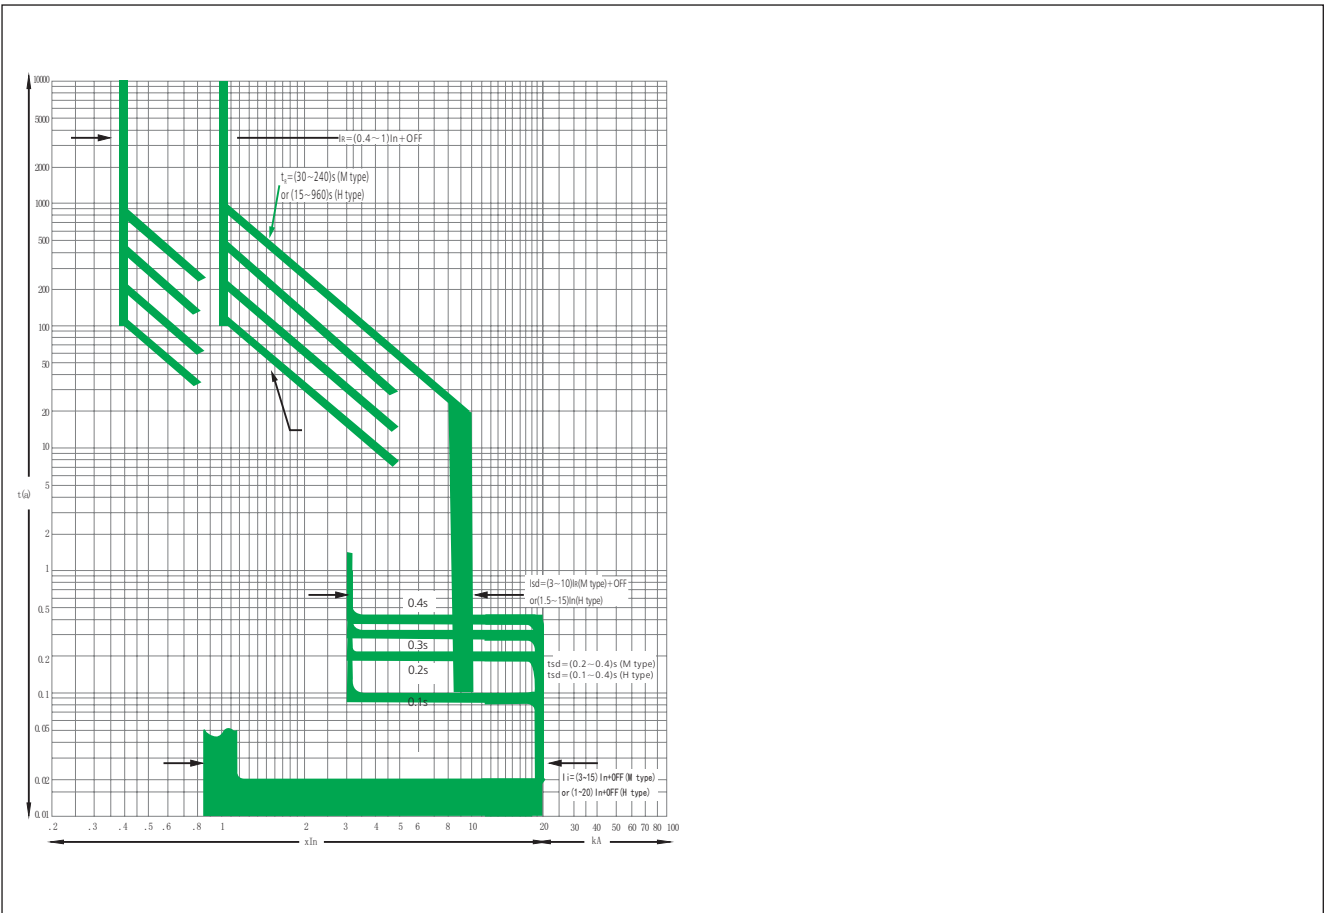 10000
5000
IR=(0.4~1)In+OFF
2000
tR=(30~240)s (M type)
or (15~960)s (H type)
1000
500
200
100
50
20
10
5
t(a)
2
1
Isd=(3~10)IR(M type)+OFF
or(1.5~15)In(H type)
0.4s
0.5
0.3s
0.2
0.2s
tsd=(0.2~0.4)s (M type)
tsd=(0.1~0.4)s (H type)
0.1
0.1s
0.05
0.02
Ii=(3~15)In+OFF(M type)
or(1~20)In+OFF(H type)
0.01
.2 .3 .4 .5 .6 .8 1 2 3 4 5 6 8 10 20 30 40 50 60 70 80 100
xIn kA